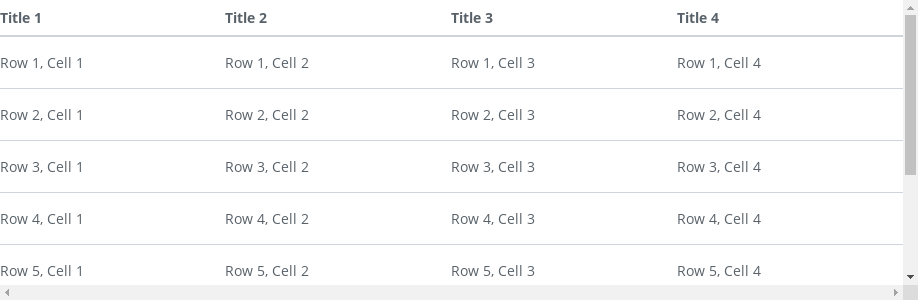 Title 1 Title 2 Title 3 Title 4
Row 1, Cell 1 Row 1, Cell 2 Row 1, Cell 3 Row 1, Cell 4
Row 2, Cell 1 Row 2, Cell 2 Row 2, Cell 3 Row 2, Cell 4
Row 3, Cell 1 Row 3, Cell 2 Row 3, Cell 3 Row 3, Cell 4
Row 4, Cell 1 Row 4, Cell 2 Row 4, Cell 3 Row 4, Cell 4
Row 5, Cell 1 Row 5, Cell 2 Row 5, Cell 3 Row 5, Cell 4